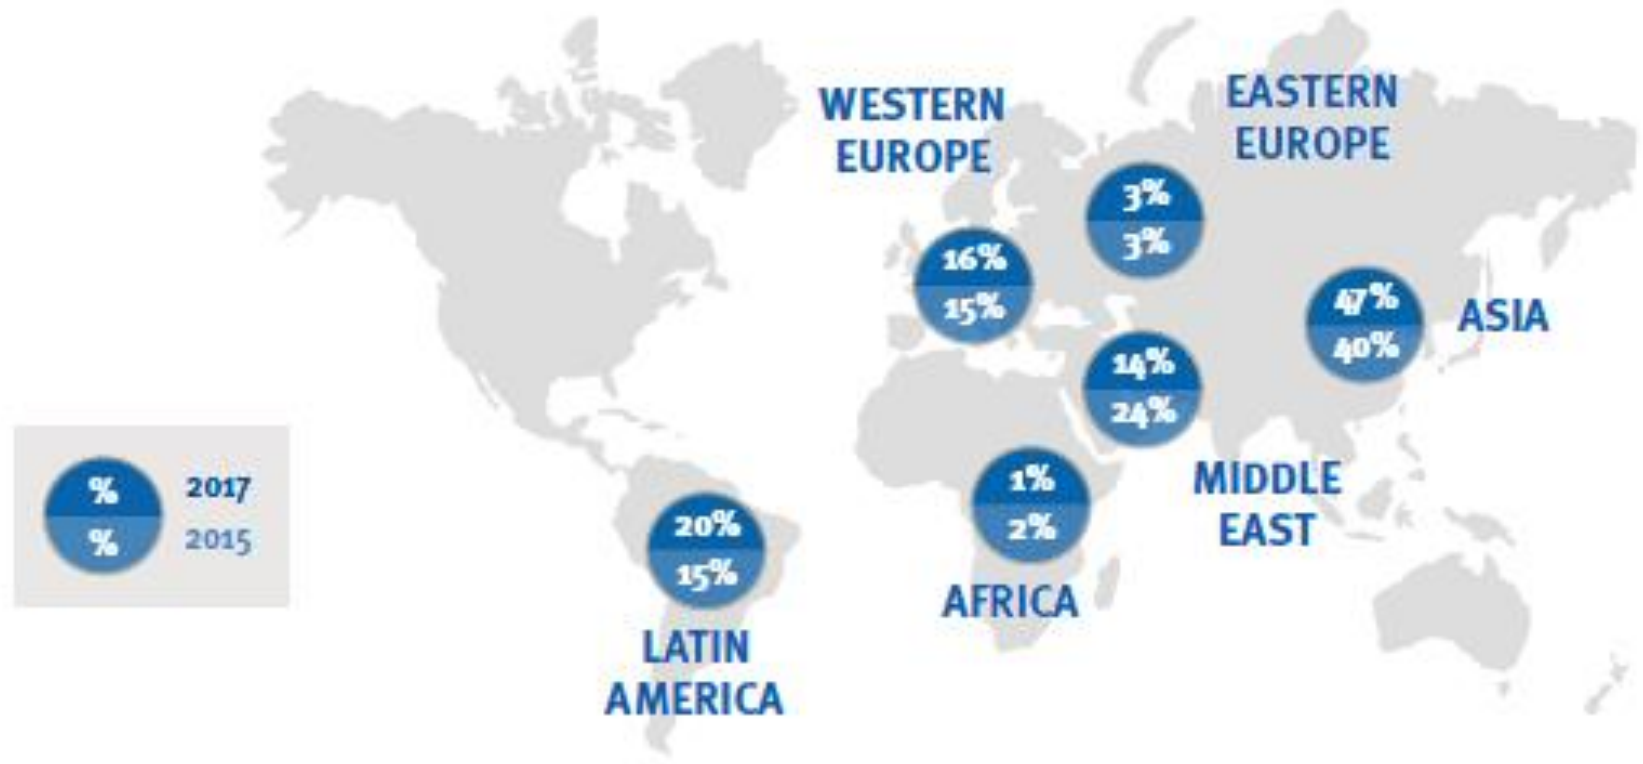 WESTERN
EUROPE
16%
15%
EASTERN
EUROPE
3%
3%
47%
40%
ASIA
14%
24%
MIDDLE
EAST
1%
2%
AFRICA
20%
15%
LATIN
AMERICA
% 2017
% 2015